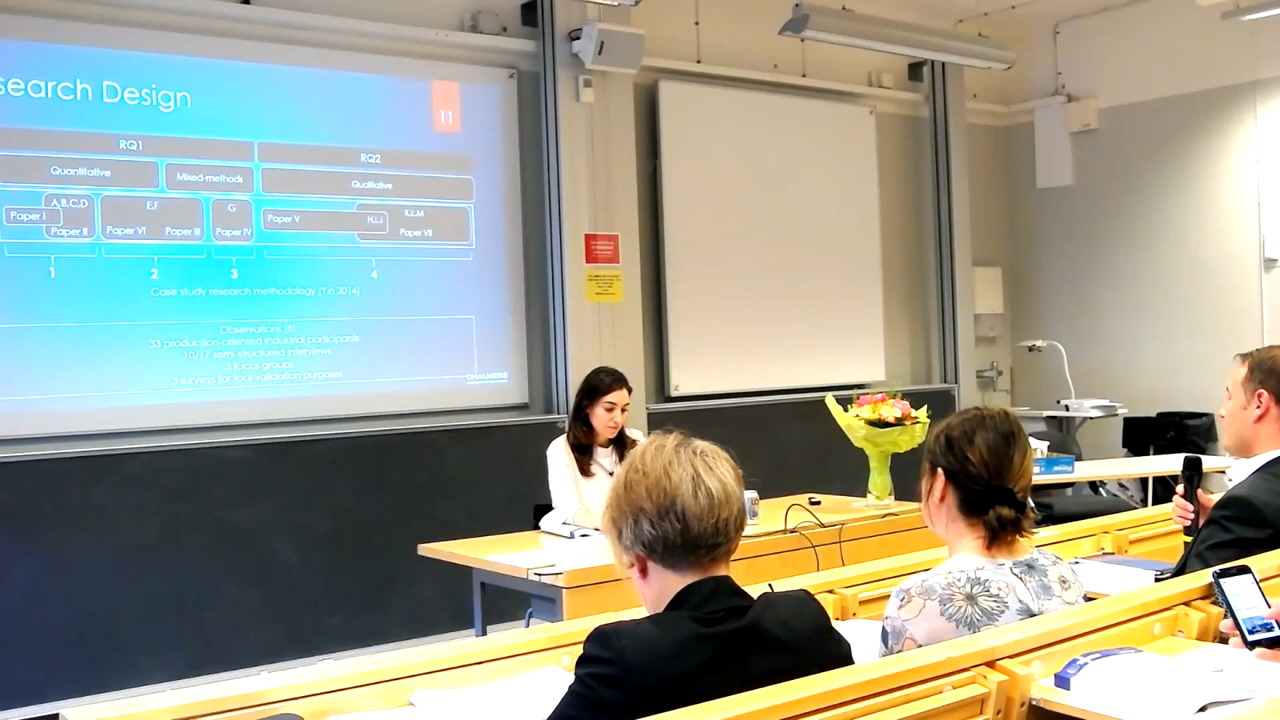 search Design
11
RQ1
RQ2
Quantitative
Mixed-methods
Qualitative
A,B,C,D
Paper I
Paper II
E,F
Paper VI
Paper III
G
Paper IV
Paper V
H,I,J
K,L,M
Paper VII
1
2
3
4
Case study research methodology (Yin 2014)
Observations (8)
33 production-oriented industrial participants
10/17 semi-structured interviews
3 focus groups
3 surveys for tool-validation purposes
CHALMERS